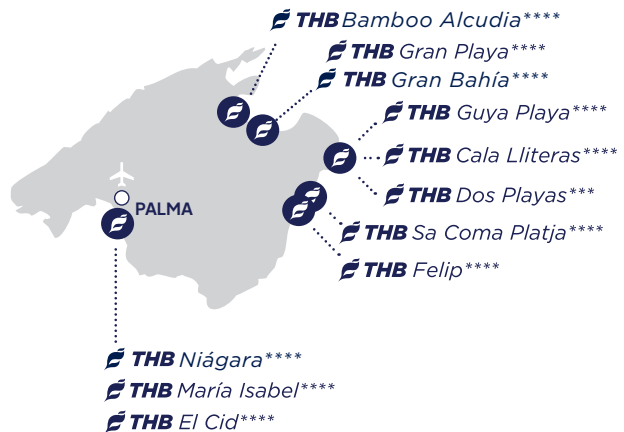 THB Bamboo Alcudia****
THB Gran Playa****
THB Gran Bahía****
THB Guya Playa****
THB Cala Lliteras****
THB Dos Playas***
PALMA
THB Sa Coma Platja****
THB Felip****
THB Niágara****
THB María Isabel****
THB El Cid****